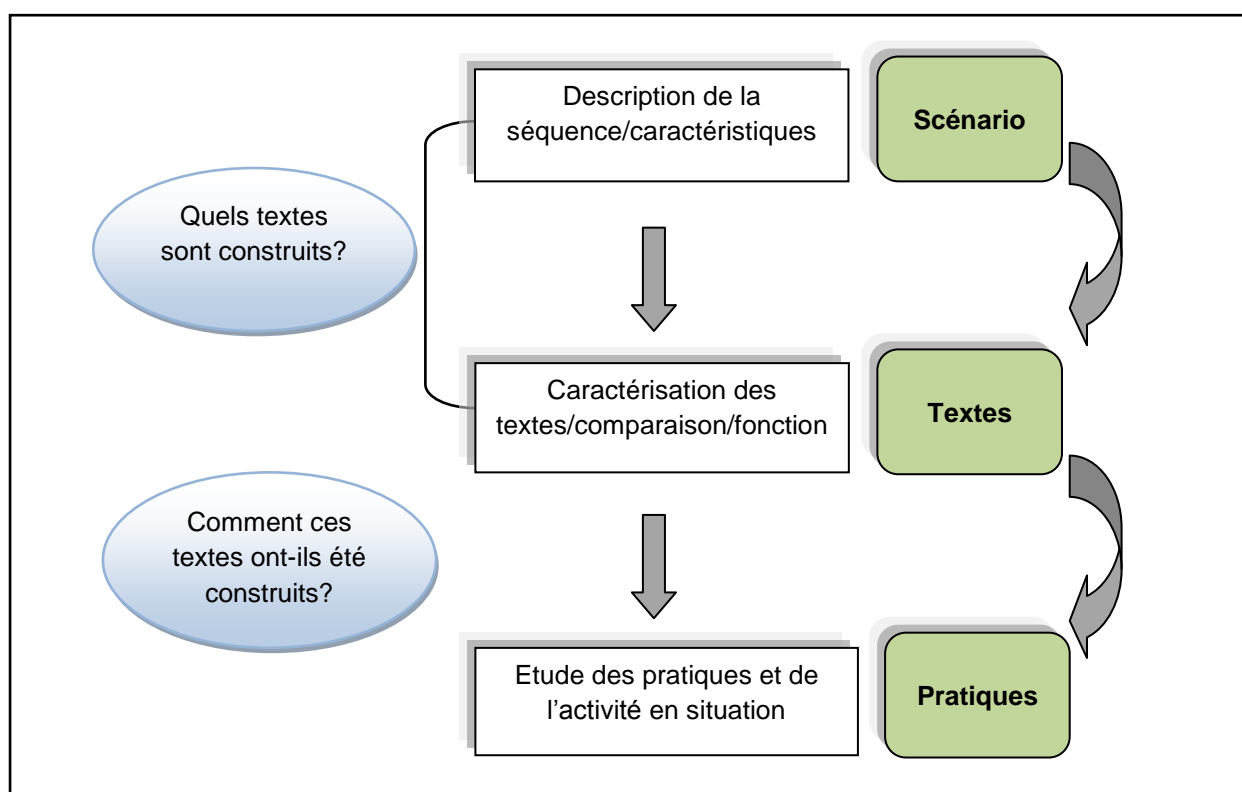 Description de la
séquence/caractéristiques
Scénario
Quels textes
sont construits?
Caractérisation des
textes/comparaison/fonction
Textes
Comment ces
textes ont-ils été
construits?
Etude des pratiques et de
l’activité en situation
Pratiques